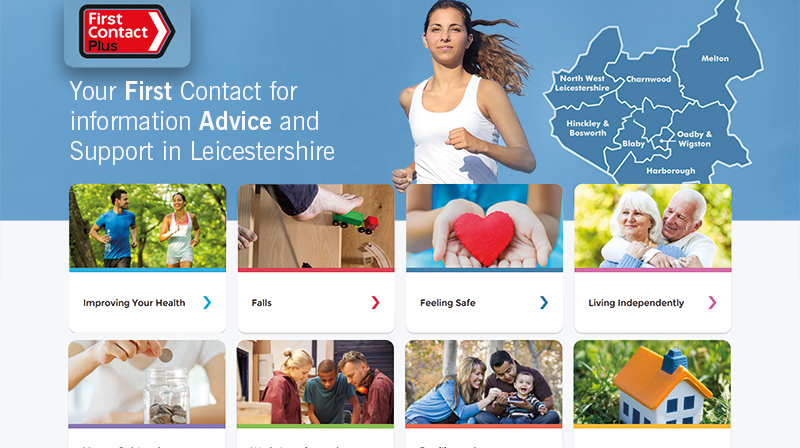 First
Contact
Plus
Your First Contact for
information Advice and
Support in Leicestershire
Melton
North West
Leicestershire
Charnwood
Hinckley &
Bosworth
Blaby
Oadby &
Wigston
Harborough
Improving Your Health
Falls
Feeling Safe
Living Independently